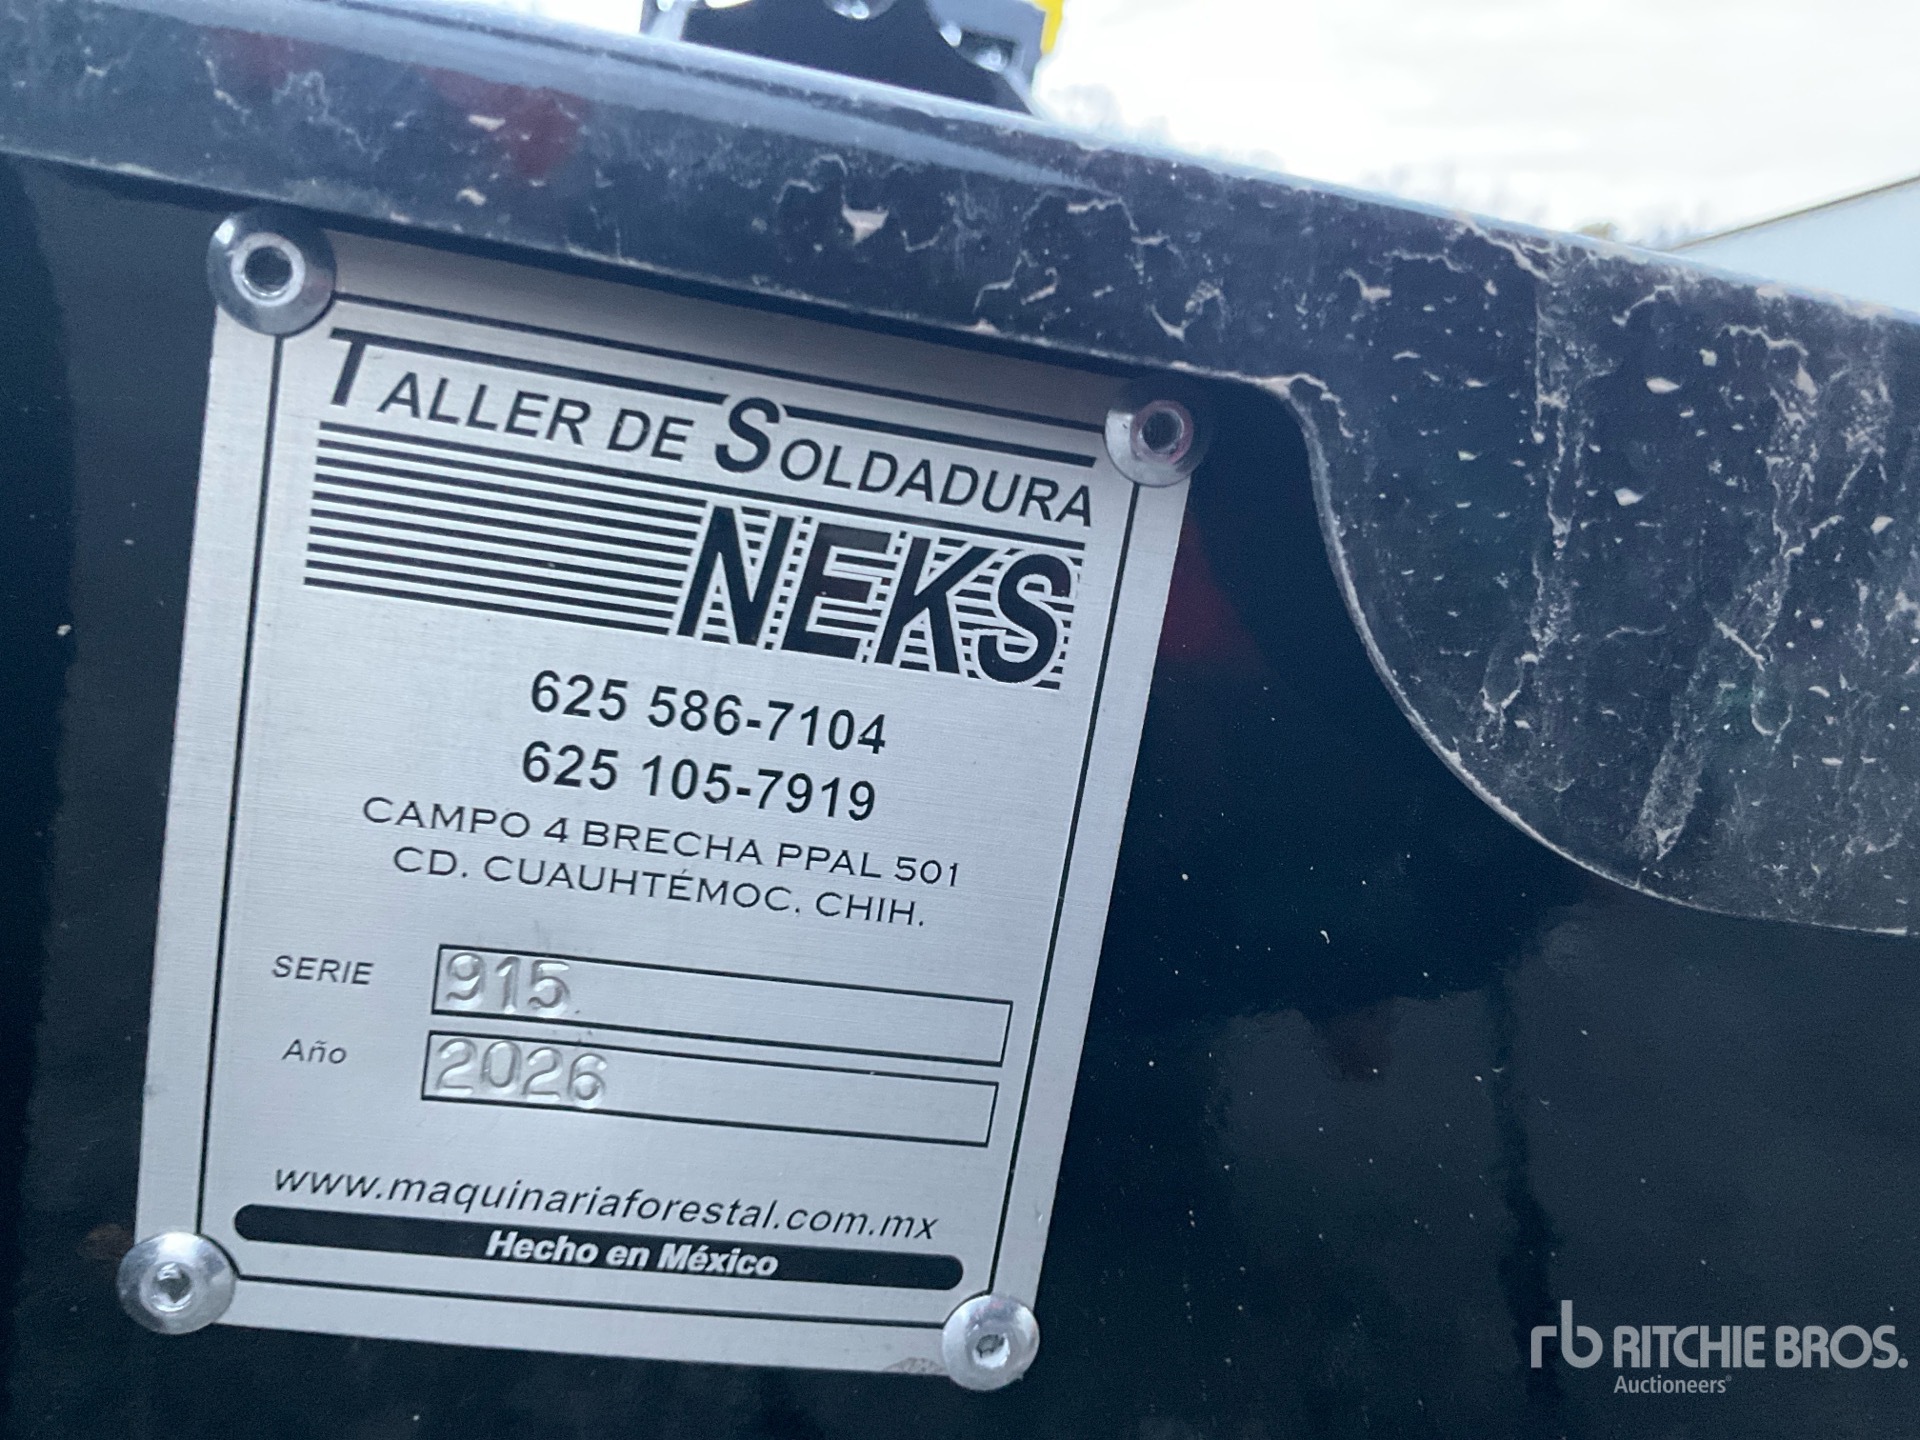 TALLER DE SOLDADURA
NEKS
625 586-7104
625 105-7919
CAMPO 4 BRECHA PPAL 501
CD. CUAUHTÉMOC. CHIH.
SERIE 915
Año 2026
www.maquinariaforestal.com.mx
Hecho en México
rb RITCHIE BROS.
Auctioneers®